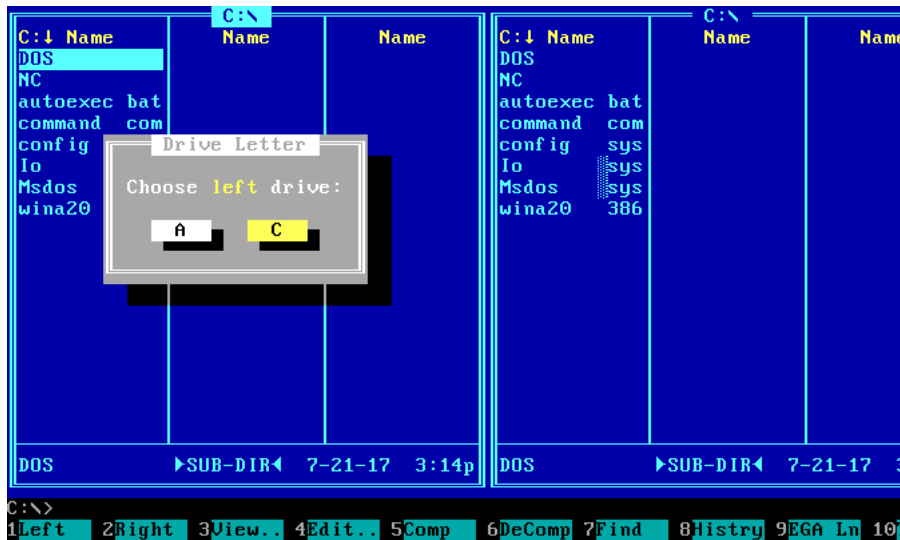 C:\ C:\
C:↓ Name Name Name C:↓ Name Name Name
DOS DOS
NC NC
autoexec bat autoexec bat
command com command com
config Drive Letter config sys
Io Io sys
Msdos Choose left drive: Msdos sys
wina20 wina20 386
A C
DOS ►SUB-DIR◄ 7-21-17 3:14p DOS ►SUB-DIR◄ 7-21-17 3
C:\>
1Left 2Right 3View.. 4Edit.. 5Comp 6DeComp 7Find 8Histry 9EGA Ln 10